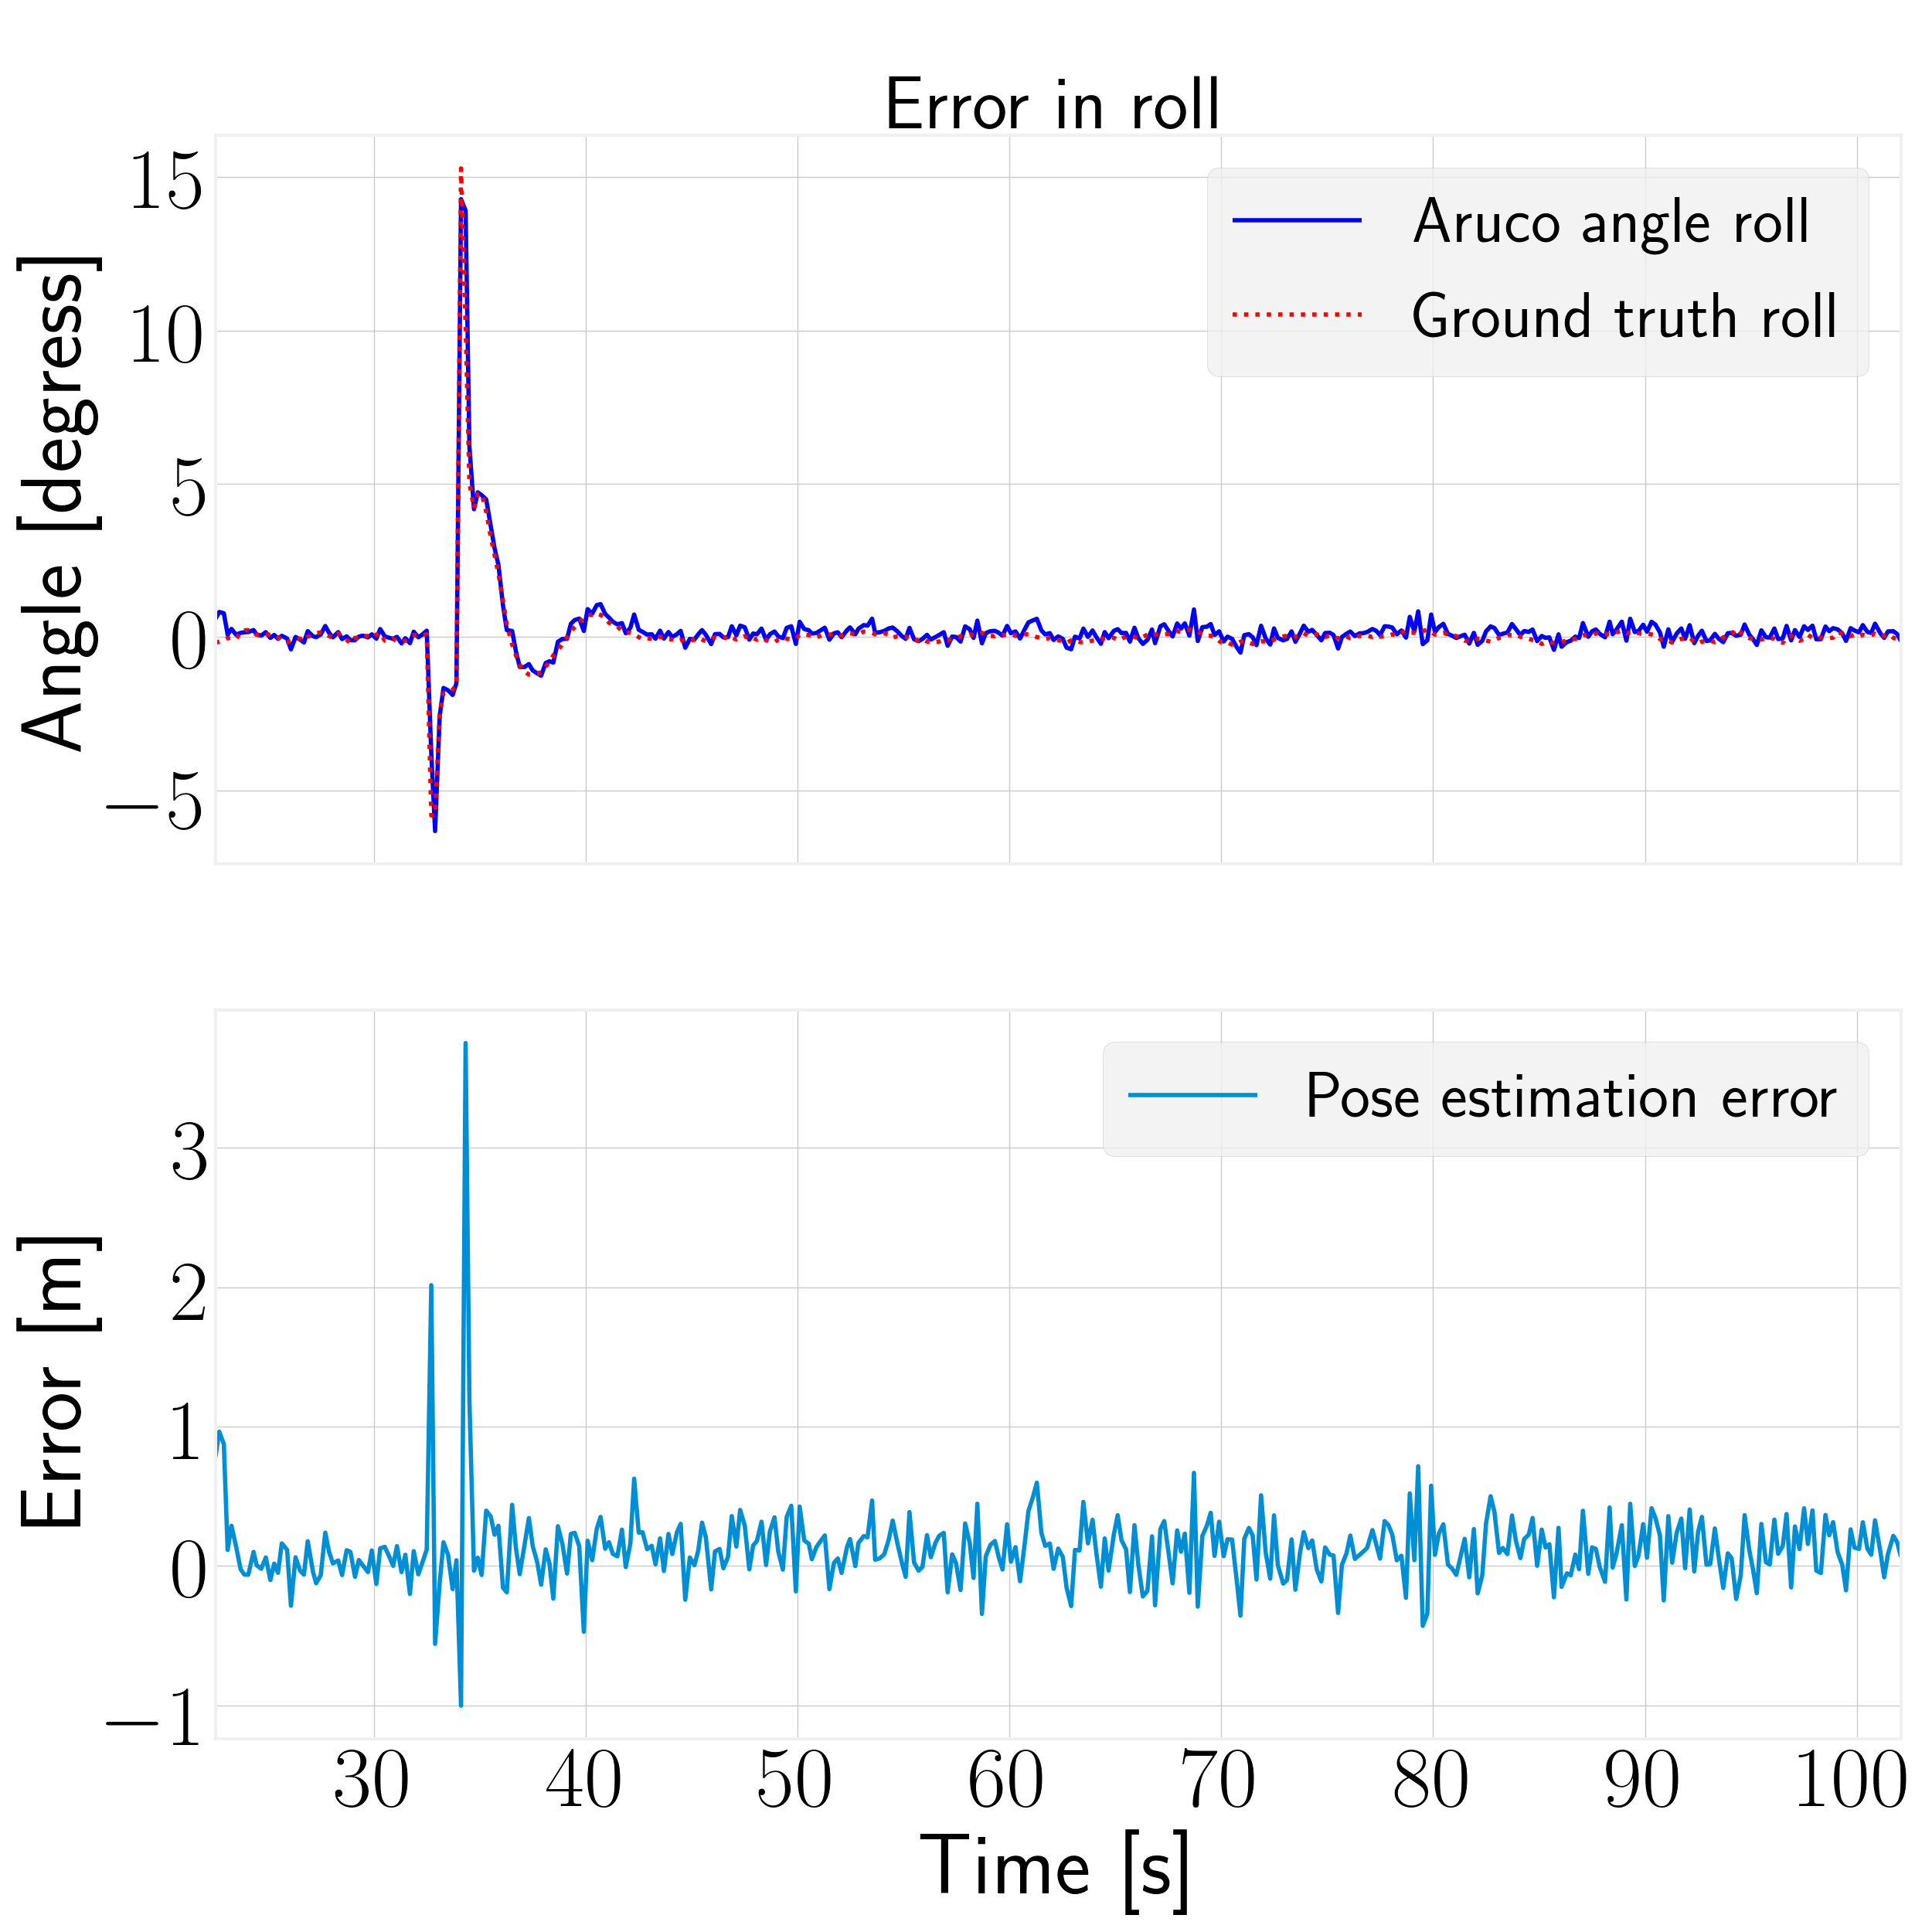 Error in roll
15
10
5
0
−5
Angle [degress]
Aruco angle roll
Ground truth roll
3
2
1
0
−1
Error [m]
Pose estimation error
30 40 50 60 70 80 90 100
Time [s]